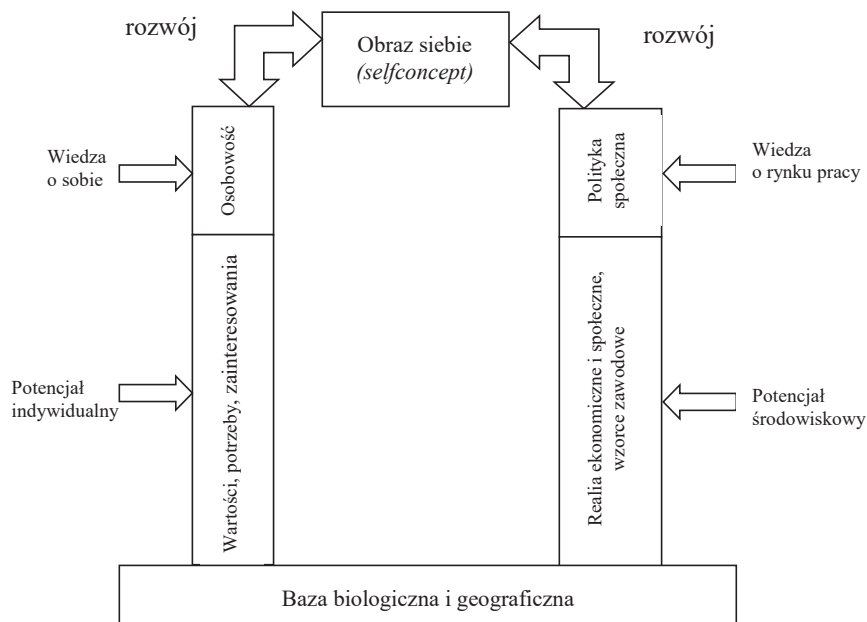 rozwój
Obraz siebie
(selfconcept)
rozwój
Wiedza
o sobie
Osobowość
Polityka
społeczna
Wiedza
o rynku pracy
Potencjał
indywidualny
Wartości, potrzeby, zainteresowania
Realia ekonomiczne i społeczne,
wzorce zawodowe
Potencjał
środowiskowy
Baza biologiczna i geograficzna